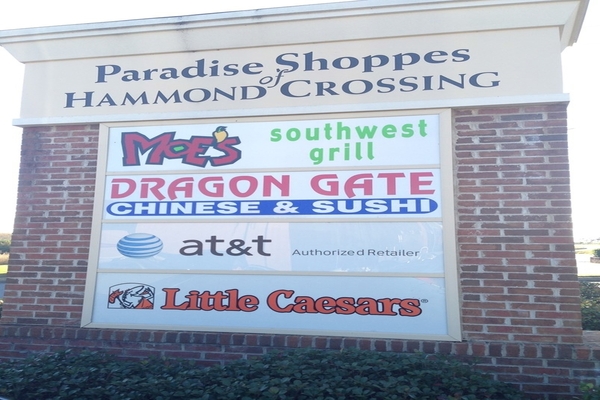 Paradise Shoppes
of
HAMMOND CROSSING
MOE'S southwest
grill
DRAGON GATE
CHINESE & SUSHI
at&t Authorized Retailer
Little Caesars®